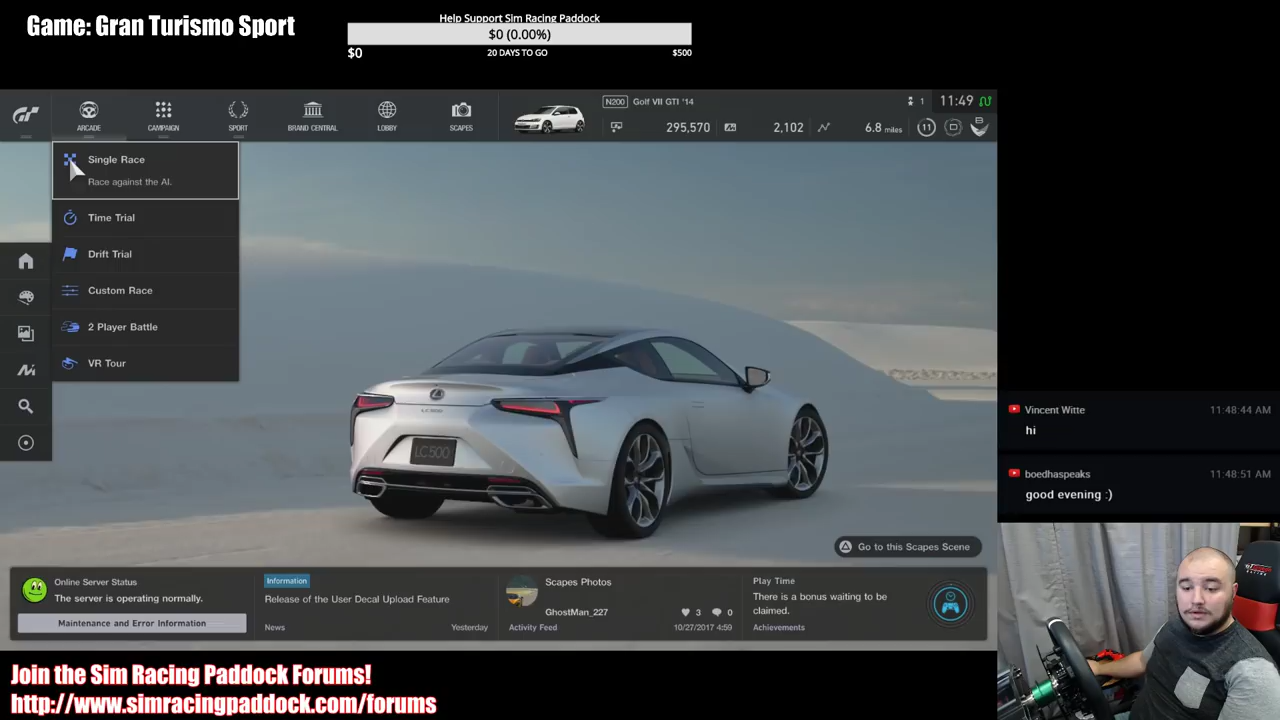 Game: Gran Turismo Sport
Help Support Sim Racing Paddock
$0 (0.00%)
$0
20 DAYS TO GO
$500
ARCADE
CAMPAIGN
SPORT
BRAND CENTRAL
LOBBY
SCAPES
N200 Golf VII GTI '14
295,570
2,102
6.8 miles
1
11:49
11
B
Single Race
Race against the AI.
Time Trial
Drift Trial
Custom Race
2 Player Battle
VR Tour
LC500
LC500
Go to this Scapes Scene
Online Server Status
The server is operating normally.
Maintenance and Error Information
Information
Release of the User Decal Upload Feature
News
Yesterday
Scapes Photos
GhostMan_227
3
0
Activity Feed
10/27/2017 4:59
Play Time
There is a bonus waiting to be
claimed.
Achievements
Vincent Witte
11:48:44 AM
hi
boedhaspeaks
11:48:51 AM
good evening :)
Join the Sim Racing Paddock Forums!
http://www.simracingpaddock.com/forums